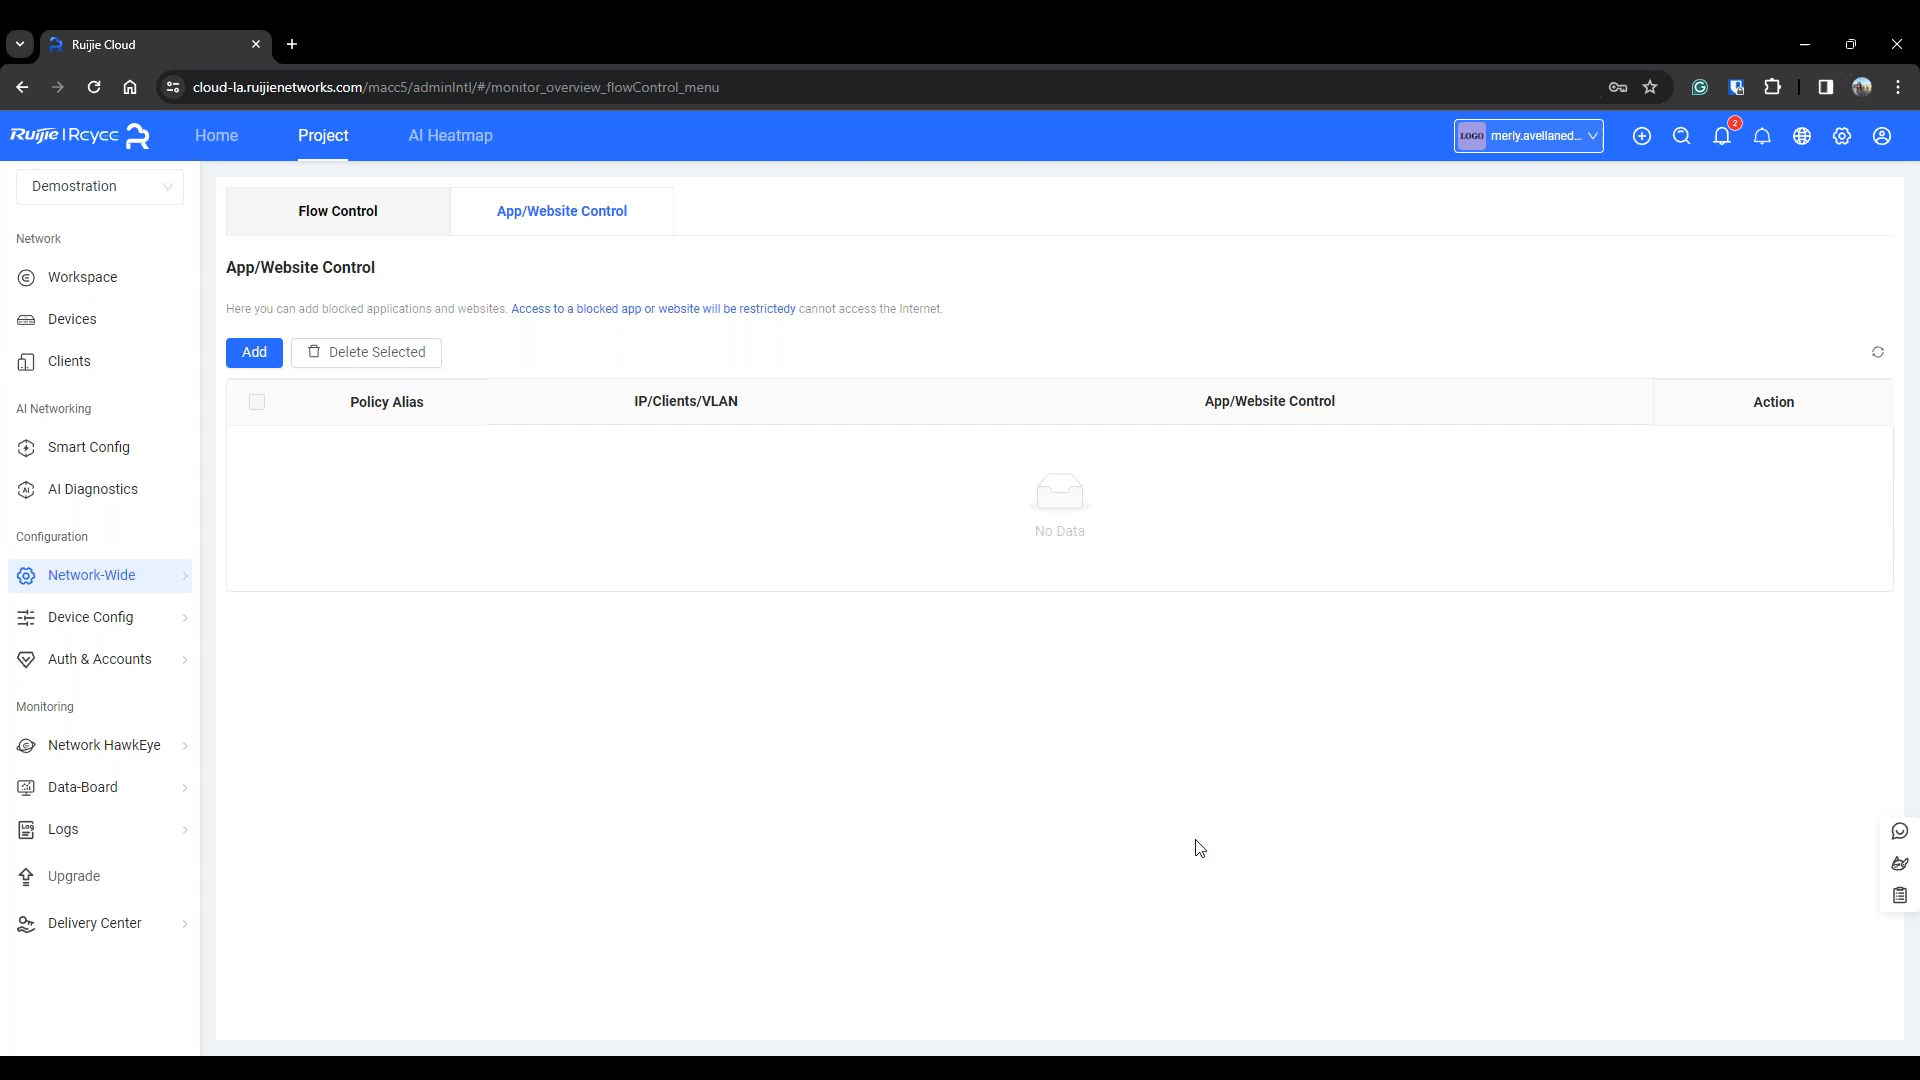 Ruijie Cloud
cloud-la.ruijienetworks.com/macc5/adminIntl/#/monitor_overview_flowControl_menu
Ruijie | Rcycc
Home
Project
AI Heatmap
LOGO
merly.avellaned...
2
Demostration
Network
Workspace
Devices
Clients
AI Networking
Smart Config
AI Diagnostics
Configuration
Network-Wide
Device Config
Auth & Accounts
Monitoring
Network HawkEye
Data-Board
Logs
Upgrade
Delivery Center
Flow Control
App/Website Control
App/Website Control
Here you can add blocked applications and websites. Access to a blocked app or website will be restrictedy cannot access the Internet.
Add
Delete Selected
Policy Alias
IP/Clients/VLAN
App/Website Control
Action
No Data